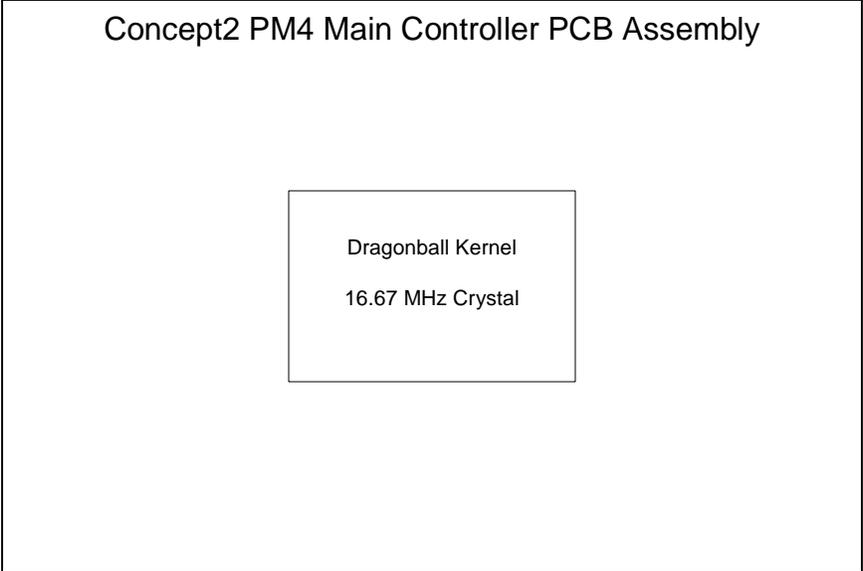 Concept2 PM4 Main Controller PCB Assembly
Dragonball Kernel
16.67 MHz Crystal